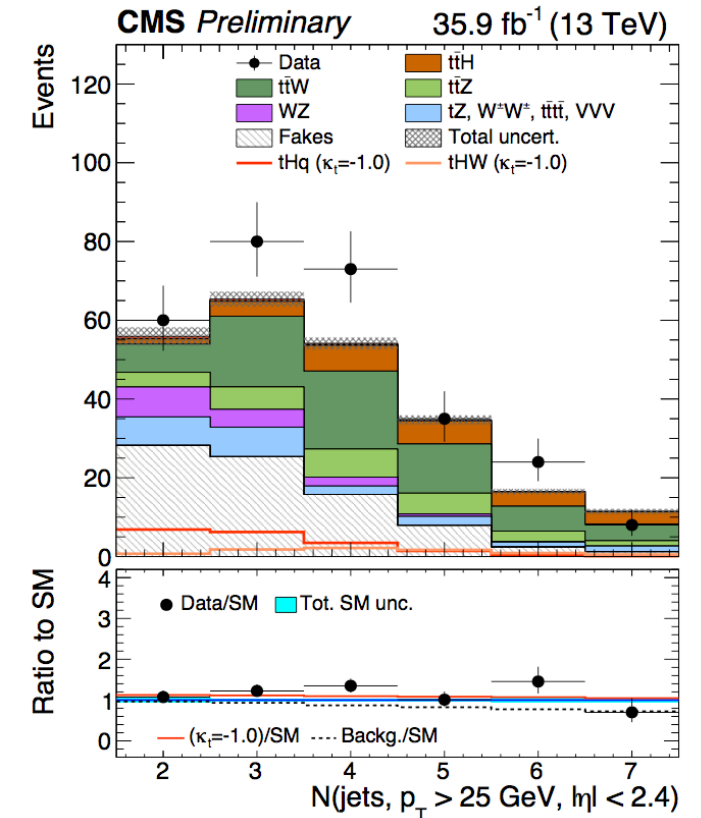 CMS Preliminary 35.9 fb⁻¹ (13 TeV)
Events
120
100
80
60
40
20
0
Data
tt̄H
tt̄W
tt̄Z
WZ
tZ, W±W±, tt̄tt̄, VVV
Fakes
Total uncert.
tHq (κt=-1.0)
tHW (κt=-1.0)
Ratio to SM
4
3
2
1
0
Data/SM
Tot. SM unc.
(κt=-1.0)/SM
Backg./SM
2 3 4 5 6 7
N(jets, pT > 25 GeV, |η| < 2.4)